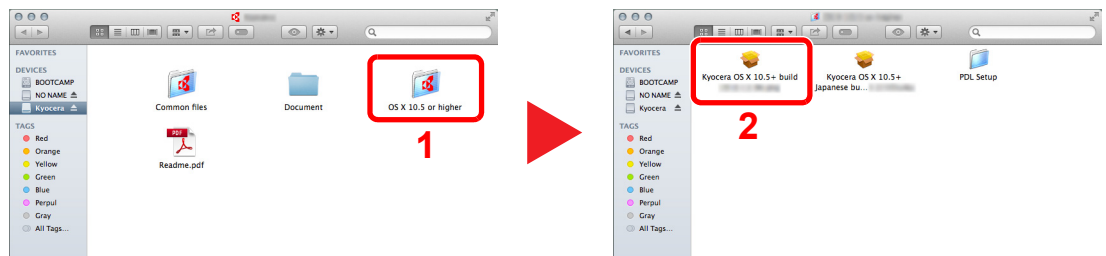 FAVORITES
DEVICES
BOOTCAMP
NO NAME
Kyocera
TAGS
Red
Orange
Yellow
Green
Blue
Perpul
Gray
All Tags...
Common files
Document
OS X 10.5 or higher
1
PDF
Readme.pdf
FAVORITES
DEVICES
BOOTCAMP
NO NAME
Kyocera
TAGS
Red
Orange
Yellow
Green
Blue
Perpul
Gray
All Tags...
Kyocera OS X 10.5+ build
2
Kyocera OS X 10.5+
Japanese bu...
PDL Setup